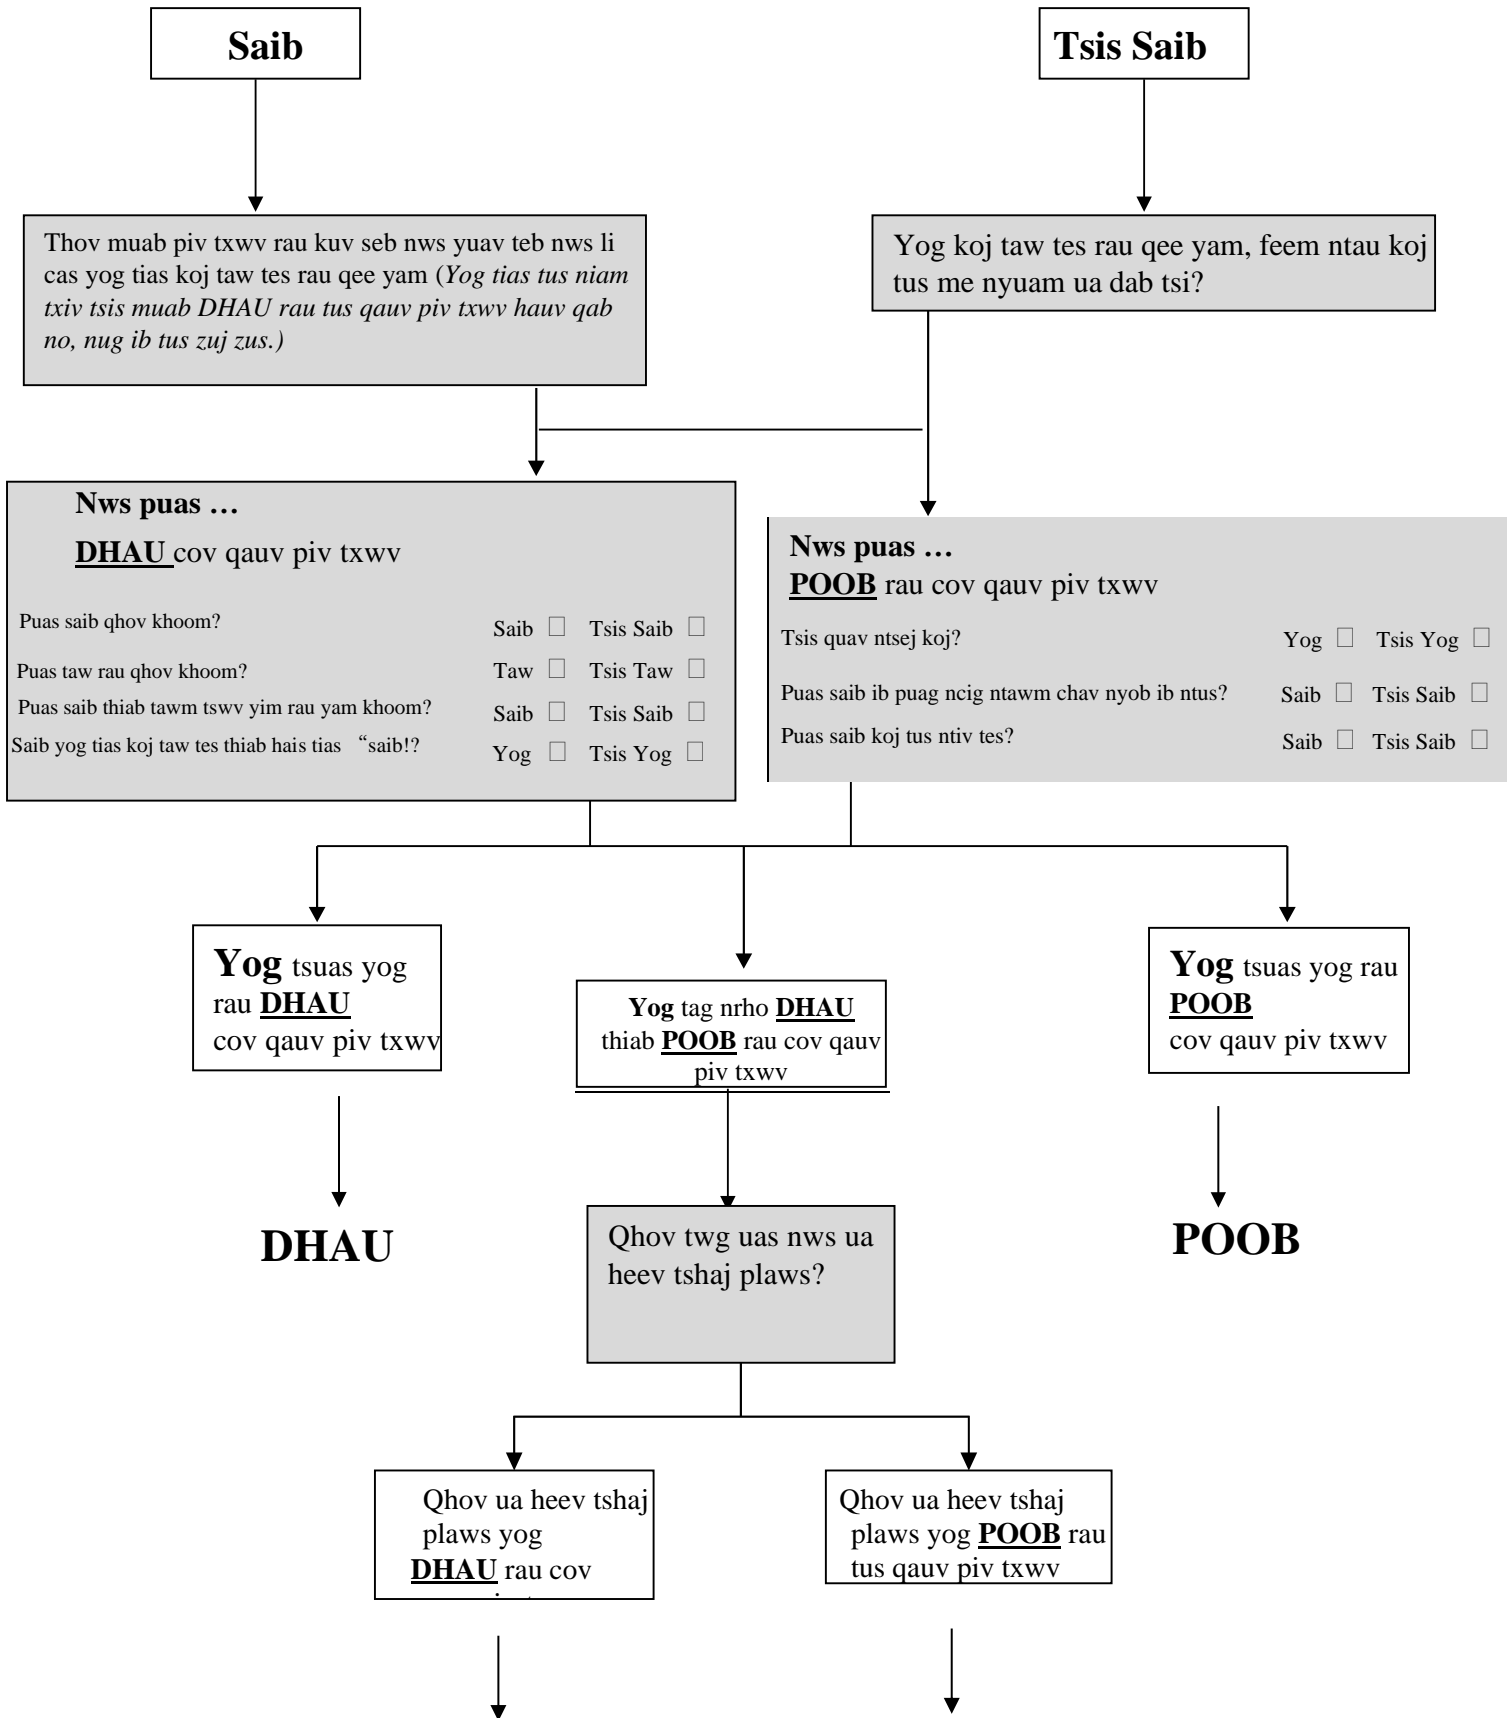 Saib
Tsis Saib
Thov muab piv txwv rau kuv seb nws yuav teb nws li
cas yog tias koj taw tes rau qee yam (Yog tias tus niam
txiv tsis muab DHAU rau tus qauv piv txwv hauv qab
no, nug ib tus zuj zus.)
Yog koj taw tes rau qee yam, feem ntau koj
tus me nyuam ua dab tsi?
Nws puas …
DHAU cov qauv piv txwv
Puas saib qhov khoom? Saib □ Tsis Saib □
Puas taw rau qhov khoom? Taw □ Tsis Taw □
Puas saib thiab tawm tswv yim rau yam khoom? Saib □ Tsis Saib □
Saib yog tias koj taw tes thiab hais tias “saib!? Yog □ Tsis Yog □
Nws puas …
POOB rau cov qauv piv txwv
Tsis quav ntsej koj? Yog □ Tsis Yog □
Puas saib ib puag ncig ntawm chav nyob ib ntus? Saib □ Tsis Saib □
Puas saib koj tus ntiv tes? Saib □ Tsis Saib □
Yog tsuas yog
rau DHAU
cov qauv piv txwv
Yog tag nrho DHAU
thiab POOB rau cov qauv
piv txwv
Yog tsuas yog rau
POOB
cov qauv piv txwv
DHAU
POOB
Qhov twg uas nws ua
heev tshaj plaws?
Qhov ua heev tshaj
plaws yog
DHAU rau cov
Qhov ua heev tshaj
plaws yog POOB rau
tus qauv piv txwv